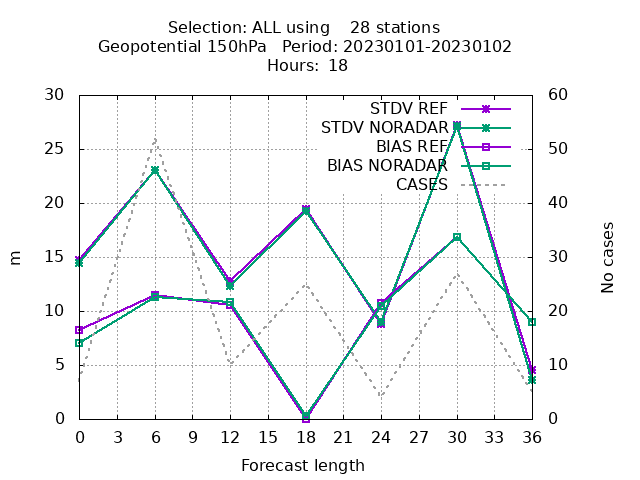 Selection: ALL using    28 stations
Geopotential 150hPa   Period: 20230101-20230102
Hours: 18
30
25
20
15
10
5
0
m
60
50
40
30
20
10
0
No cases
STDV REF
STDV NORADAR
BIAS REF
BIAS NORADAR
CASES
0 3 6 9 12 15 18 21 24 27 30 33 36
Forecast length